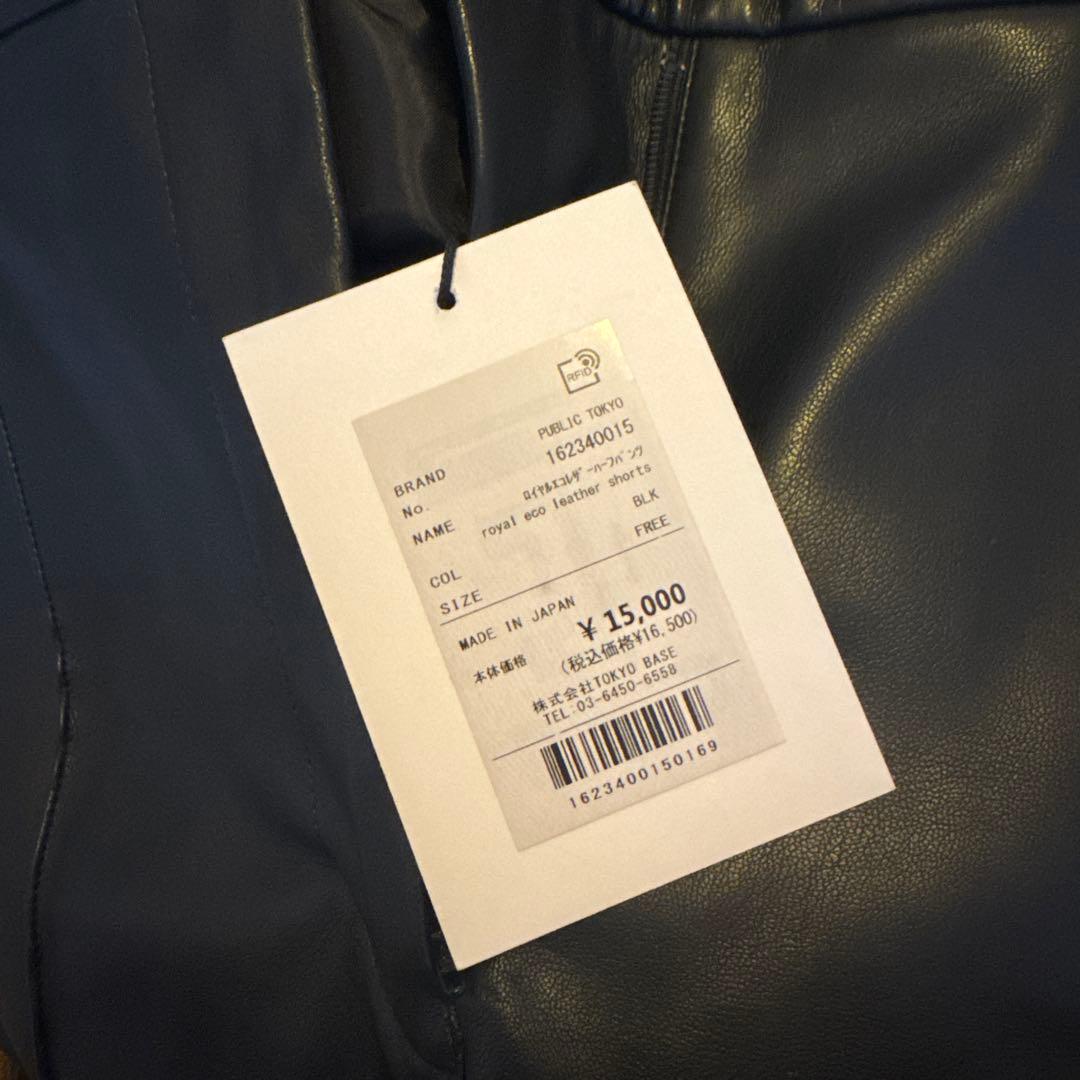 RFID
BRAND PUBLIC TOKYO
No. 162340015
NAME ﾛｲﾔﾙｴｺﾚｻﾞｰﾊｰﾌﾊﾟﾝﾂ
royal eco leather shorts
COL BLK
SIZE FREE
MADE IN JAPAN
本体価格 ¥ 15,000
(税込価格¥16,500)
株式会社TOKYO BASE
TEL:03-6450-6558
1623400150169